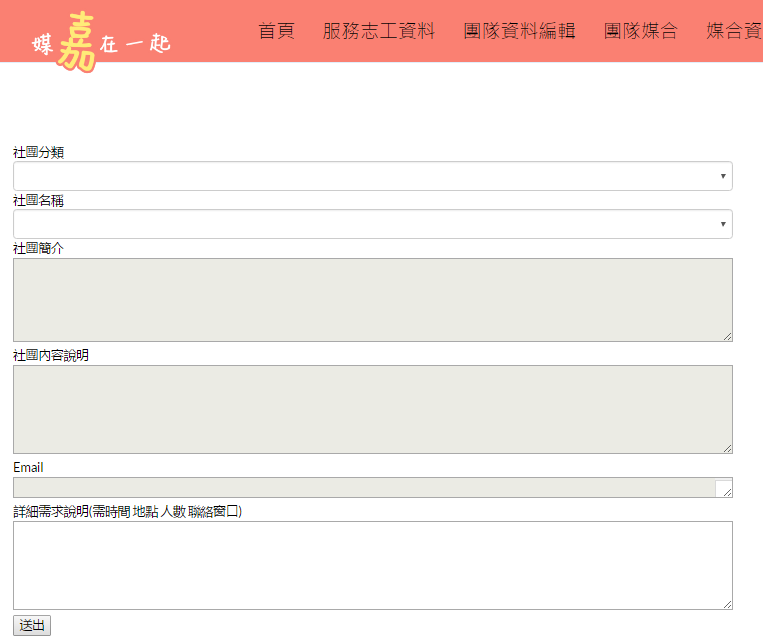 媒嘉在一起
首頁 服務志工資料 團隊資料編輯 團隊媒合 媒合資
社團分類
社團名稱
社團簡介
社團內容說明
Email
詳細需求說明(需時間 地點 人數 聯絡窗口)
送出